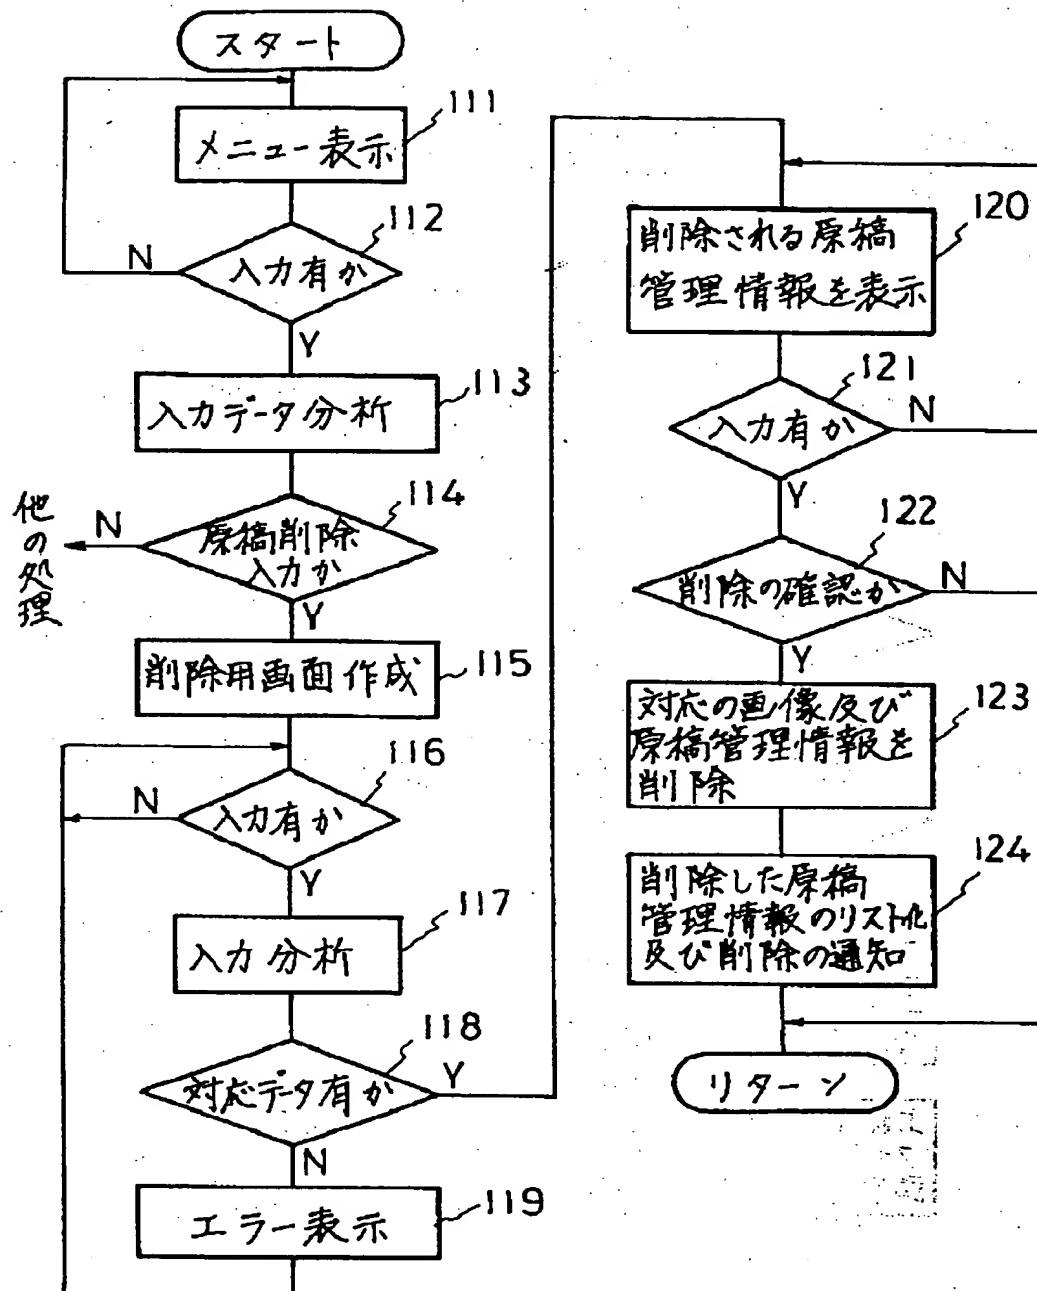 スタート
111
メニュー表示
112
入力有か
N
Y
113
入力データ分析
114
原稿削除
入力か
N
他の処理
Y
115
削除用画面作成
116
入力有か
N
Y
117
入力分析
118
対応データ有か
Y
N
119
エラー表示
120
削除される原稿
管理情報を表示
121
入力有か
N
Y
122
削除の確認か
N
Y
123
対応の画像及び
原稿管理情報を
削除
124
削除した原稿
管理情報のリスト化
及び削除の通知
リターン